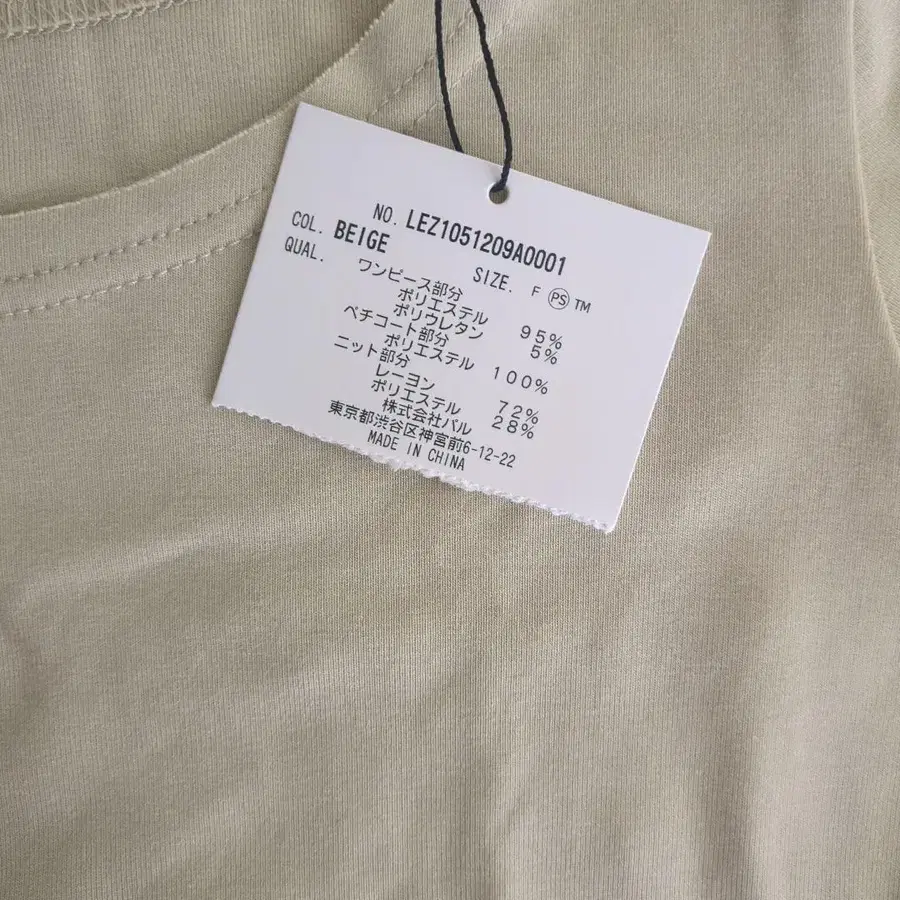 NO. LEZ1051209A0001
COL. BEIGE SIZE. F PS TM
QUAL.
ワンピース部分
ポリエステル 95%
ポリウレタン 5%
ペチコート部分
ポリエステル 100%
ニット部分
レーヨン 72%
ポリエステル 28%
株式会社パル
東京都渋谷区神宮前6-12-22
MADE IN CHINA